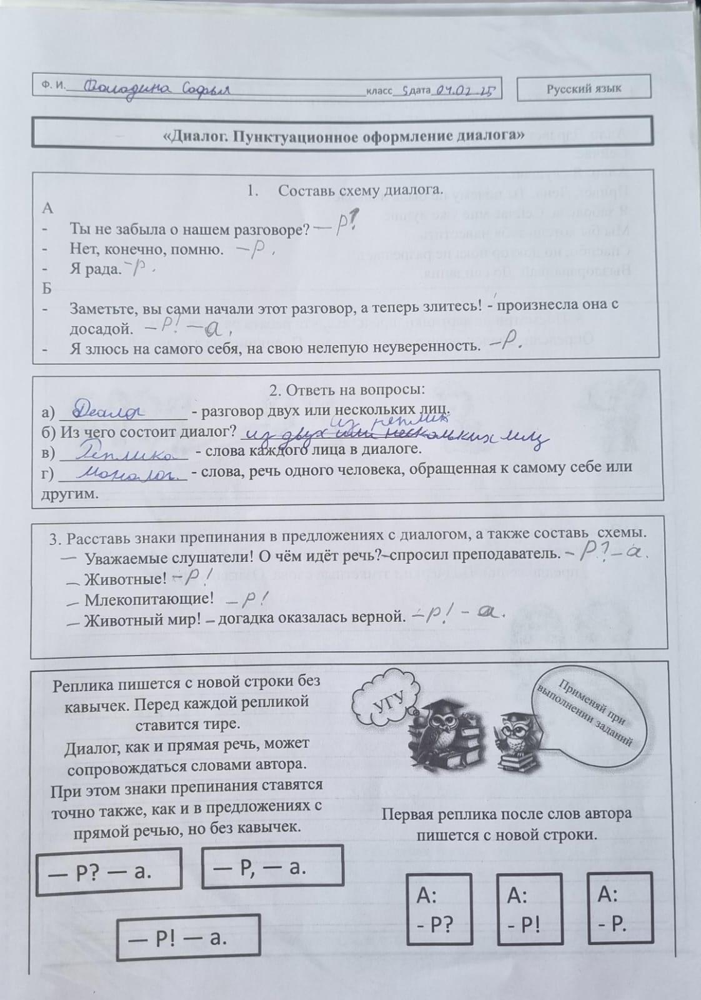 Ф. И. Софья класс 5 дата 04.02.25
Русский язык
«Диалог. Пунктуационное оформление диалога»
1. Составь схему диалога.
А
- Ты не забыла о нашем разговоре? — Р?
- Нет, конечно, помню. – Р.
- Я рада. – Р.
Б
- Заметьте, вы сами начали этот разговор, а теперь злитесь! - произнесла она с
досадой. – Р! – а.
- Я злюсь на самого себя, на свою нелепую неуверенность. – Р.
2. Ответь на вопросы:
а) Деалог - разговор двух или нескольких лиц.
из реплик
б) Из чего состоит диалог? из двух или нескольких лиц
в) Реплика - слова каждого лица в диалоге.
г) Монолог. - слова, речь одного человека, обращенная к самому себе или
другим.
3. Расставь знаки препинания в предложениях с диалогом, а также составь схемы.
— Уважаемые слушатели! О чём идёт речь? – спросил преподаватель. – Р? – а.
— Животные! – Р!
— Млекопитающие! – Р!
— Животный мир! – догадка оказалась верной. – Р! – а.
Реплика пишется с новой строки без
кавычек. Перед каждой репликой
ставится тире.
Диалог, как и прямая речь, может
сопровождаться словами автора.
При этом знаки препинания ставятся
точно также, как и в предложениях с
прямой речью, но без кавычек.
УГУ
Применяй при
выполнении заданий
Первая реплика после слов автора
пишется с новой строки.
— Р? — а.
— Р, — а.
— Р! — а.
А:
- Р?
А:
- Р!
А:
- Р.